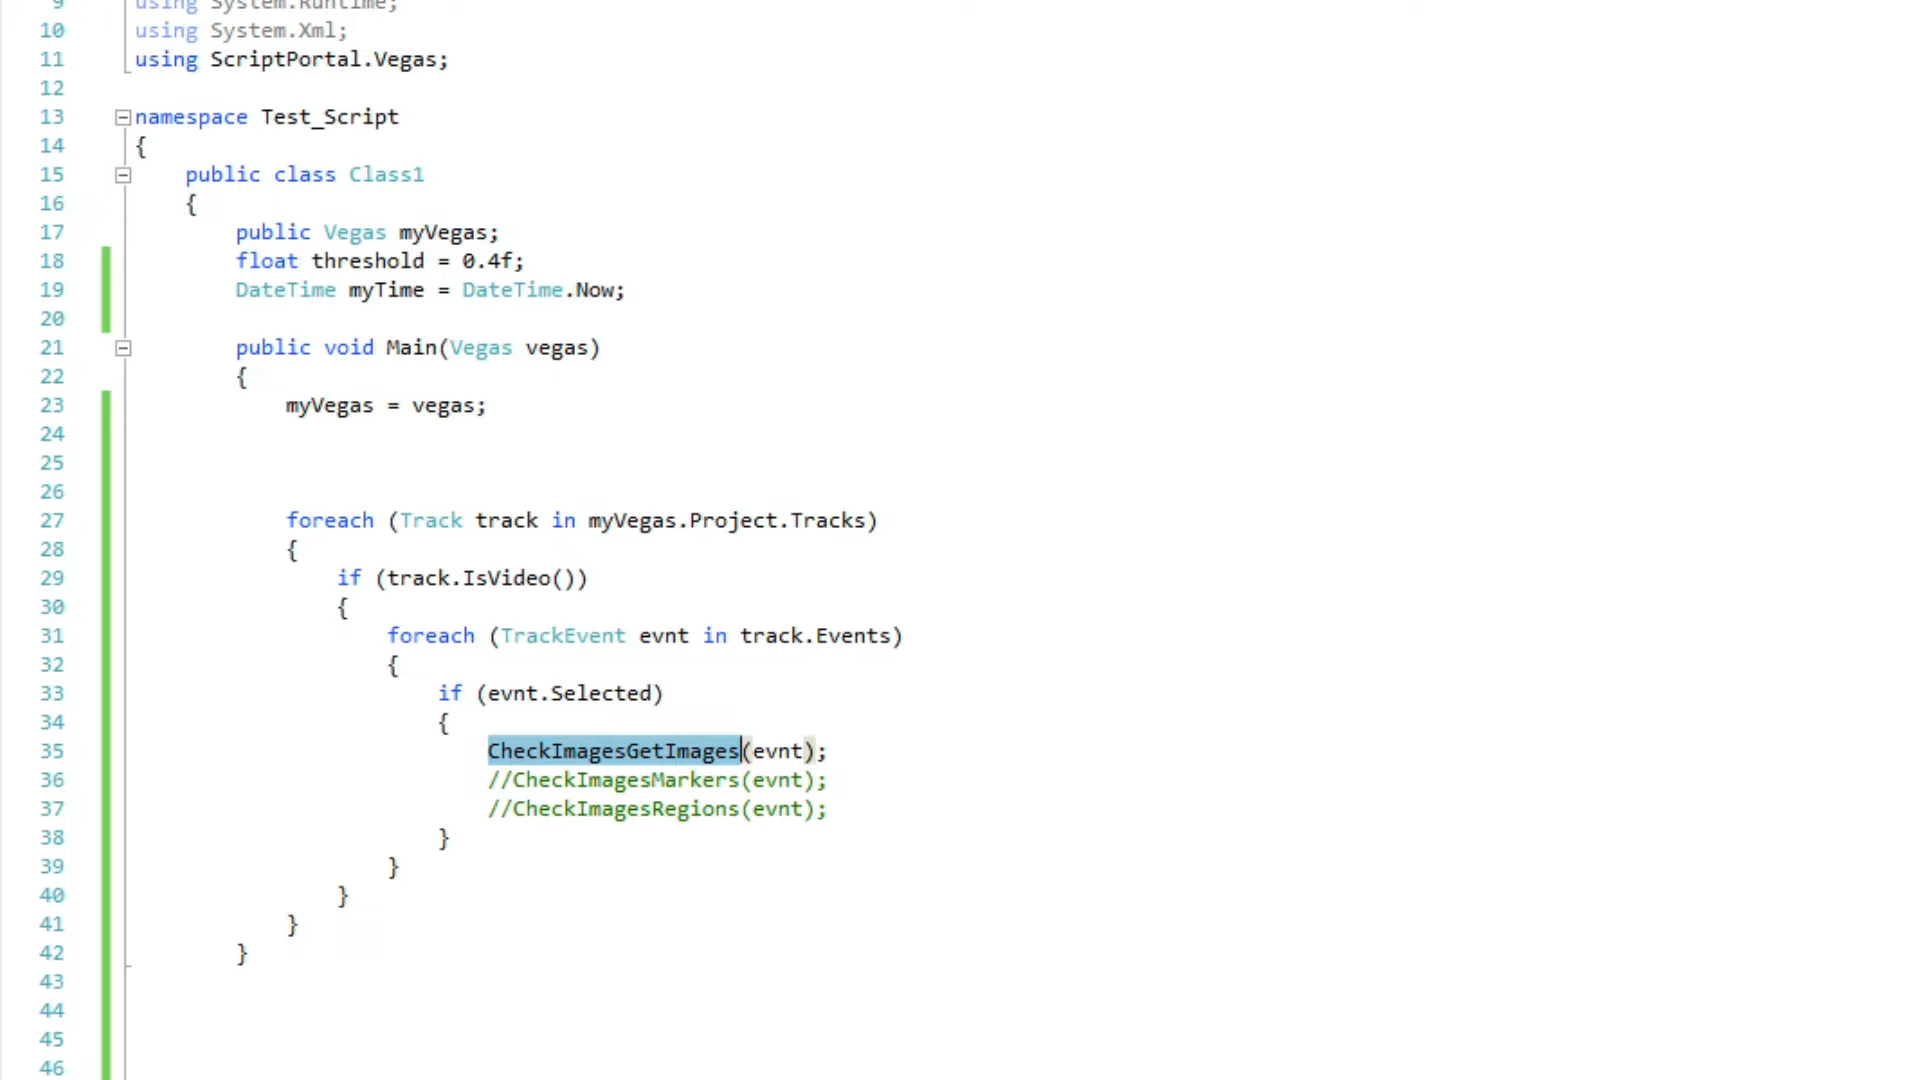 9 using System.Runtime;
10 using System.Xml;
11 using ScriptPortal.Vegas;
12
13 namespace Test_Script
14 {
15 public class Class1
16 {
17 public Vegas myVegas;
18 float threshold = 0.4f;
19 DateTime myTime = DateTime.Now;
20
21 public void Main(Vegas vegas)
22 {
23 myVegas = vegas;
24
25
26
27 foreach (Track track in myVegas.Project.Tracks)
28 {
29 if (track.IsVideo())
30 {
31 foreach (TrackEvent evnt in track.Events)
32 {
33 if (evnt.Selected)
34 {
35 CheckImagesGetImages(evnt);
36 //CheckImagesMarkers(evnt);
37 //CheckImagesRegions(evnt);
38 }
39 }
40 }
41 }
42 }
43
44
45
46